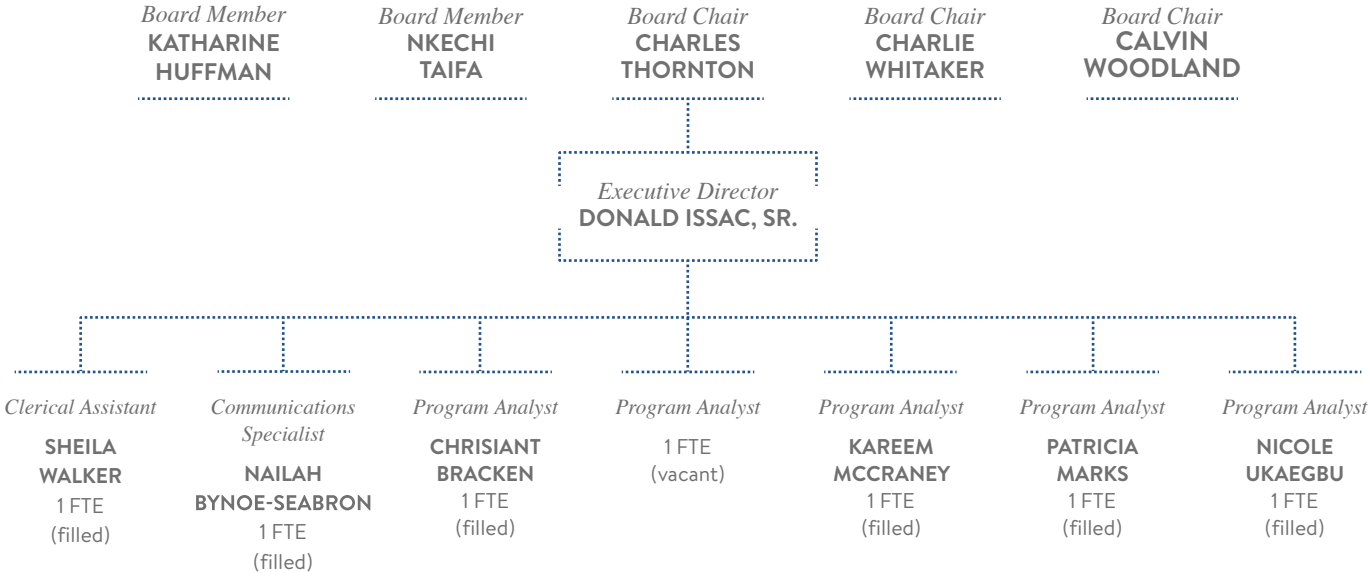 Board Member
KATHARINE
HUFFMAN
Board Member
NKECHI
TAIFA
Board Chair
CHARLES
THORNTON
Board Chair
CHARLIE
WHITAKER
Board Chair
CALVIN
WOODLAND
Executive Director
DONALD ISSAC, SR.
Clerical Assistant
SHEILA
WALKER
1 FTE
(filled)
Communications
Specialist
NAILAH
BYNOE-SEABRON
1 FTE
(filled)
Program Analyst
CHRISIANT
BRACKEN
1 FTE
(filled)
Program Analyst
1 FTE
(vacant)
Program Analyst
KAREEM
MCCRANEY
1 FTE
(filled)
Program Analyst
PATRICIA
MARKS
1 FTE
(filled)
Program Analyst
NICOLE
UKAEGBU
1 FTE
(filled)